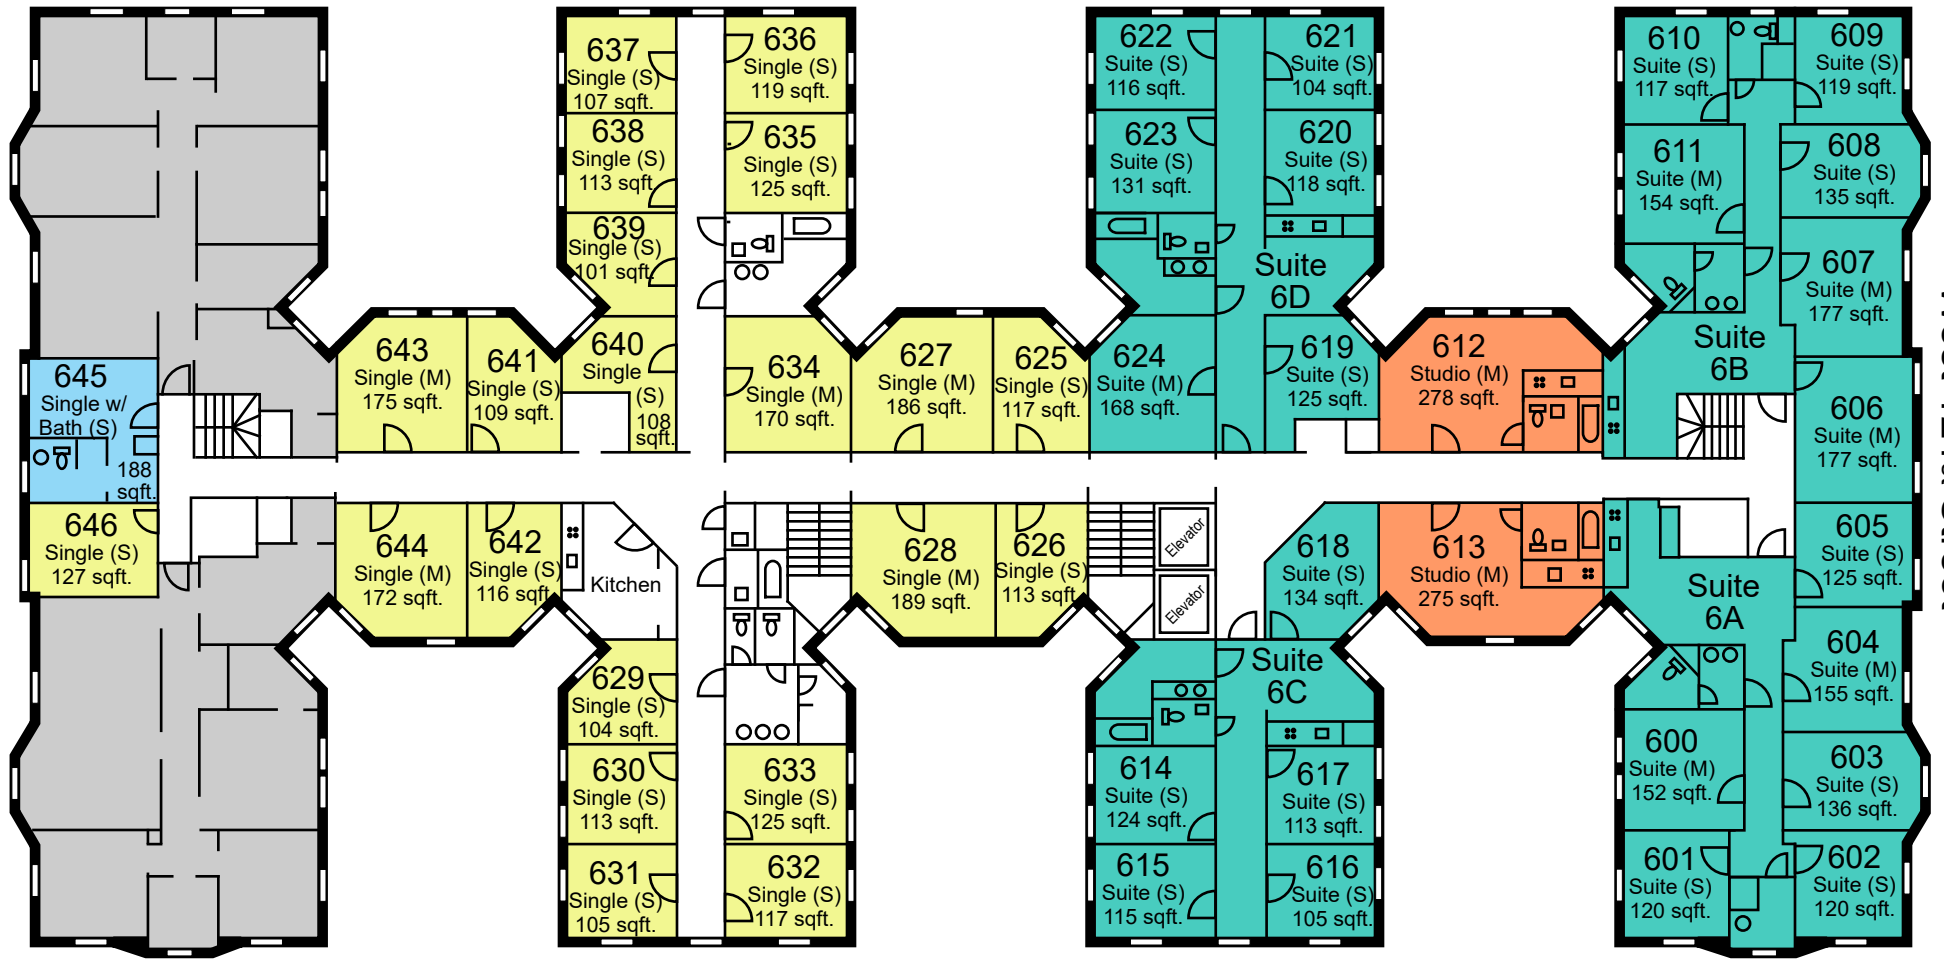 637
Single (S)
107 sqft.
636
Single (S)
119 sqft.
622
Suite (S)
116 sqft.
621
Suite (S)
104 sqft.
610
Suite (S)
117 sqft.
609
Suite (S)
119 sqft.
638
Single (S)
113 sqft.
635
Single (S)
125 sqft.
623
Suite (S)
131 sqft.
620
Suite (S)
118 sqft.
611
Suite (M)
154 sqft.
608
Suite (S)
135 sqft.
639
Single (S)
101 sqft.
Suite
6D
607
Suite (M)
177 sqft.
645
Single w/
Bath (S)
188
sqft.
643
Single (M)
175 sqft.
641
Single (S)
109 sqft.
640
Single
(S)
108
sqft.
634
Single (M)
170 sqft.
627
Single (M)
186 sqft.
625
Single (S)
117 sqft.
624
Suite (M)
168 sqft.
619
Suite (S)
125 sqft.
612
Studio (M)
278 sqft.
Suite
6B
606
Suite (M)
177 sqft.
646
Single (S)
127 sqft.
644
Single (M)
172 sqft.
642
Single (S)
116 sqft.
Kitchen
628
Single (M)
189 sqft.
626
Single (S)
113 sqft.
Elevator
Elevator
618
Suite (S)
134 sqft.
613
Studio (M)
275 sqft.
Suite
6A
605
Suite (S)
125 sqft.
604
Suite (M)
155 sqft.
629
Single (S)
104 sqft.
Suite
6C
630
Single (S)
113 sqft.
633
Single (S)
125 sqft.
614
Suite (S)
124 sqft.
617
Suite (S)
113 sqft.
600
Suite (M)
152 sqft.
603
Suite (S)
136 sqft.
631
Single (S)
105 sqft.
632
Single (S)
117 sqft.
615
Suite (S)
115 sqft.
616
Suite (S)
105 sqft.
601
Suite (S)
120 sqft.
602
Suite (S)
120 sqft.